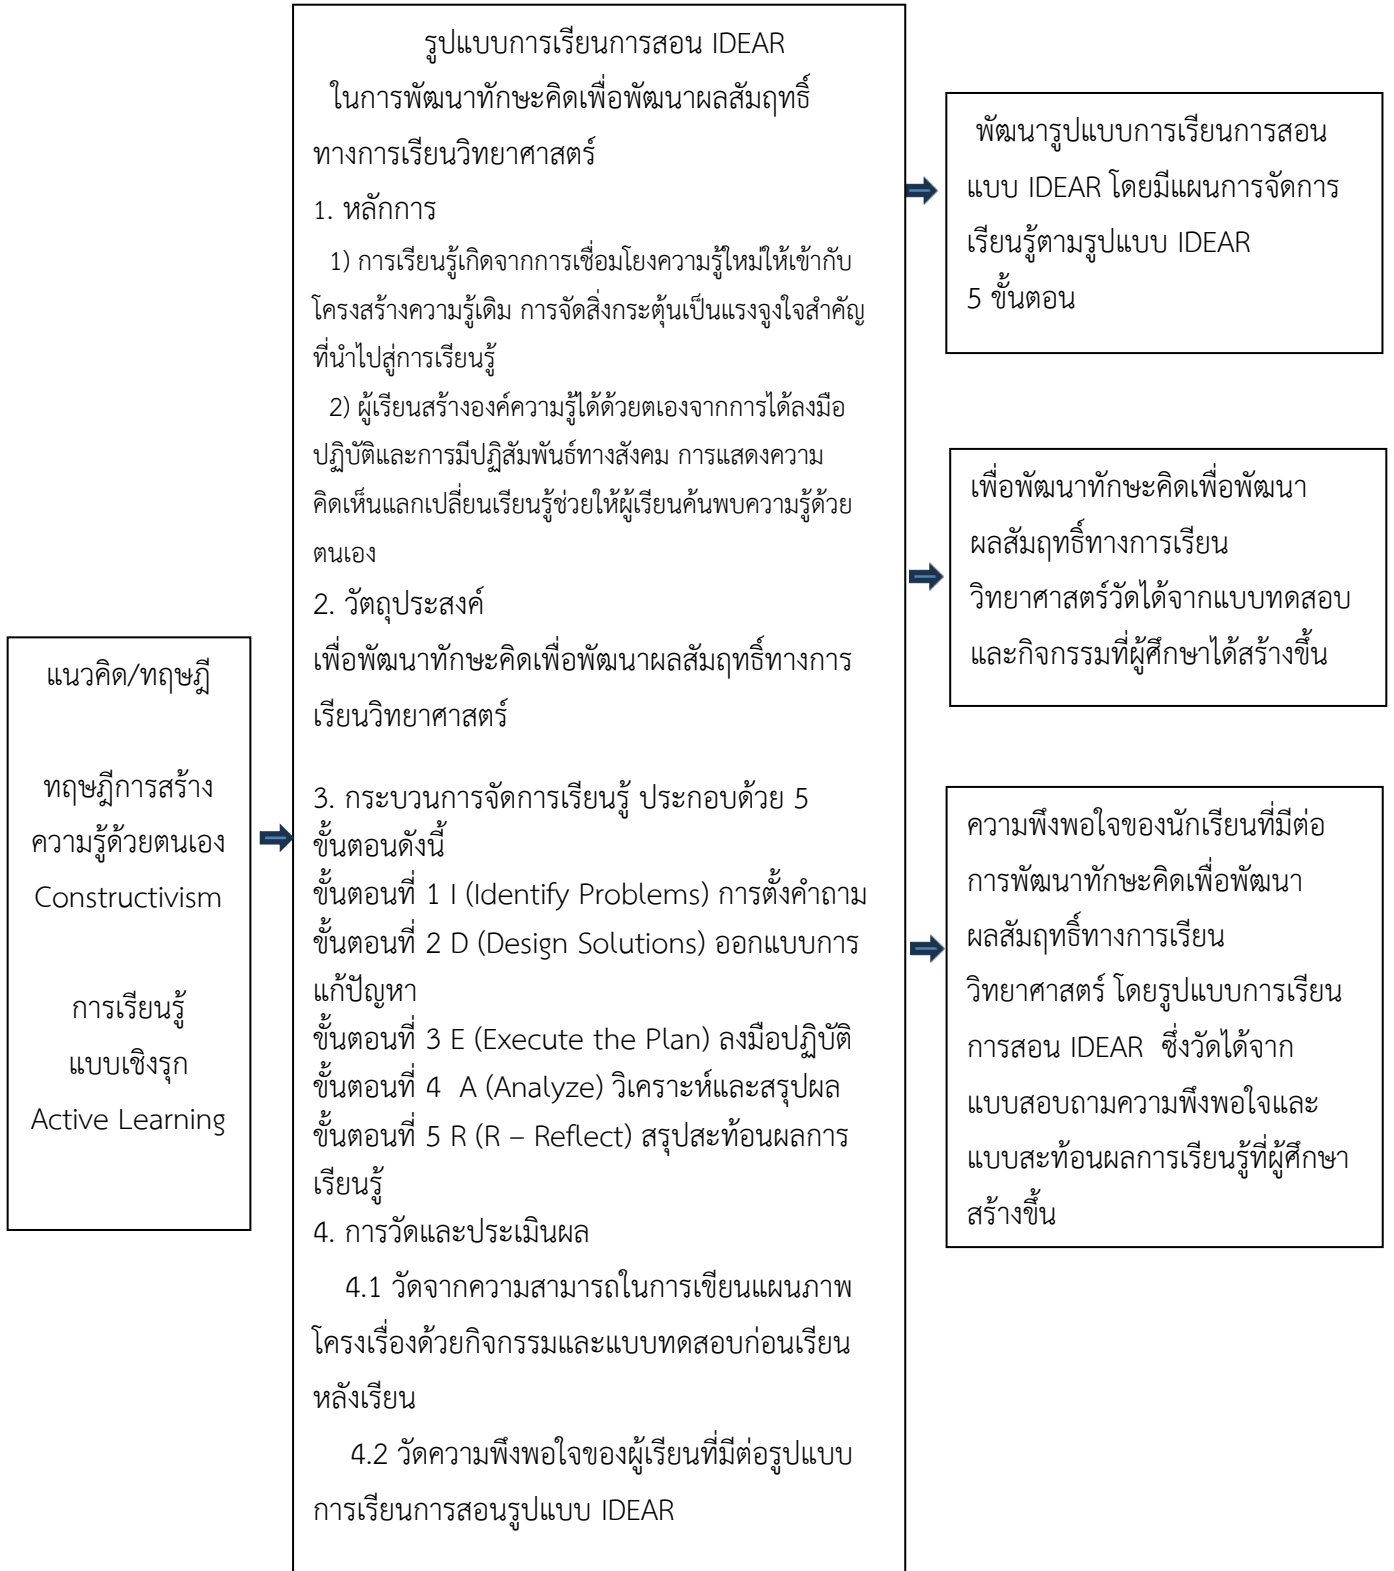 แนวคิด/ทฤษฎี
ทฤษฎีการสร้าง
ความรู้ด้วยตนเอง
Constructivism
การเรียนรู้
แบบเชิงรุก
Active Learning
รูปแบบการเรียนการสอน IDEAR
ในการพัฒนาทักษะคิดเพื่อพัฒนาผลสัมฤทธิ์
ทางการเรียนวิทยาศาสตร์
1. หลักการ
1) การเรียนรู้เกิดจากการเชื่อมโยงความรู้ใหม่ให้เข้ากับ
โครงสร้างความรู้เดิม การจัดสิ่งกระตุ้นเป็นแรงจูงใจสำคัญ
ที่นำไปสู่การเรียนรู้
2) ผู้เรียนสร้างองค์ความรู้ได้ด้วยตเองจากการได้ลงมือ
ปฏิบัติและการมีปฏิสัมพันธ์ทางสังคม การแสดงความ
คิดเห็นแลกเปลี่ยนเรียนรู้ช่วยให้ผู้เรียนค้นพบความรู้ด้วย
ตนเอง
2. วัตถุประสงค์
เพื่อพัฒนาทักษะคิดเพื่อพัฒนาผลสัมฤทธิ์ทางการ
เรียนวิทยาศาสตร์
3. กระบวนการจัดการเรียนรู้ ประกอบด้วย 5
ขั้นตอนดังนี้
ขั้นตอนที่ 1 I (Identify Problems) การตั้งคำถาม
ขั้นตอนที่ 2 D (Design Solutions) ออกแบบการ
แก้ปัญหา
ขั้นตอนที่ 3 E (Execute the Plan) ลงมือปฏิบัติ
ขั้นตอนที่ 4 A (Analyze) วิเคราะห์และสรุปผล
ขั้นตอนที่ 5 R (R – Reflect) สรุปสะท้อนผลการ
เรียนรู้
4. การวัดและประเมินผล
4.1 วัดจากความสามารถในการเขียนแผนภาพ
โครงเรื่องด้วยกิจกรรมและแบบทดสอบก่อนเรียน
หลังเรียน
4.2 วัดความพึงพอใจของผู้เรียนที่มีต่อรูปแบบ
การเรียนการสอนรูปแบบ IDEAR
พัฒนารูปแบบการเรียนการสอน
แบบ IDEAR โดยมีแผนการจัดการ
เรียนรู้ตามรูปแบบ IDEAR
5 ขั้นตอน
เพื่อพัฒนาทักษะคิดเพื่อพัฒนา
ผลสัมฤทธิ์ทางการเรียน
วิทยาศาสตร์วัดได้จากแบบทดสอบ
และกิจกรรมที่ผู้ศึกษาได้สร้างขึ้น
ความพึงพอใจของนักเรียนที่มีต่อ
การพัฒนาทักษะคิดเพื่อพัฒนา
ผลสัมฤทธิ์ทางการเรียน
วิทยาศาสตร์ โดยรูปแบบการเรียน
การสอน IDEAR ซึ่งวัดได้จาก
แบบสอบถามความพึงพอใจและ
แบบสะท้อนผลการเรียนรู้ที่ผู้ศึกษา
สร้างขึ้น